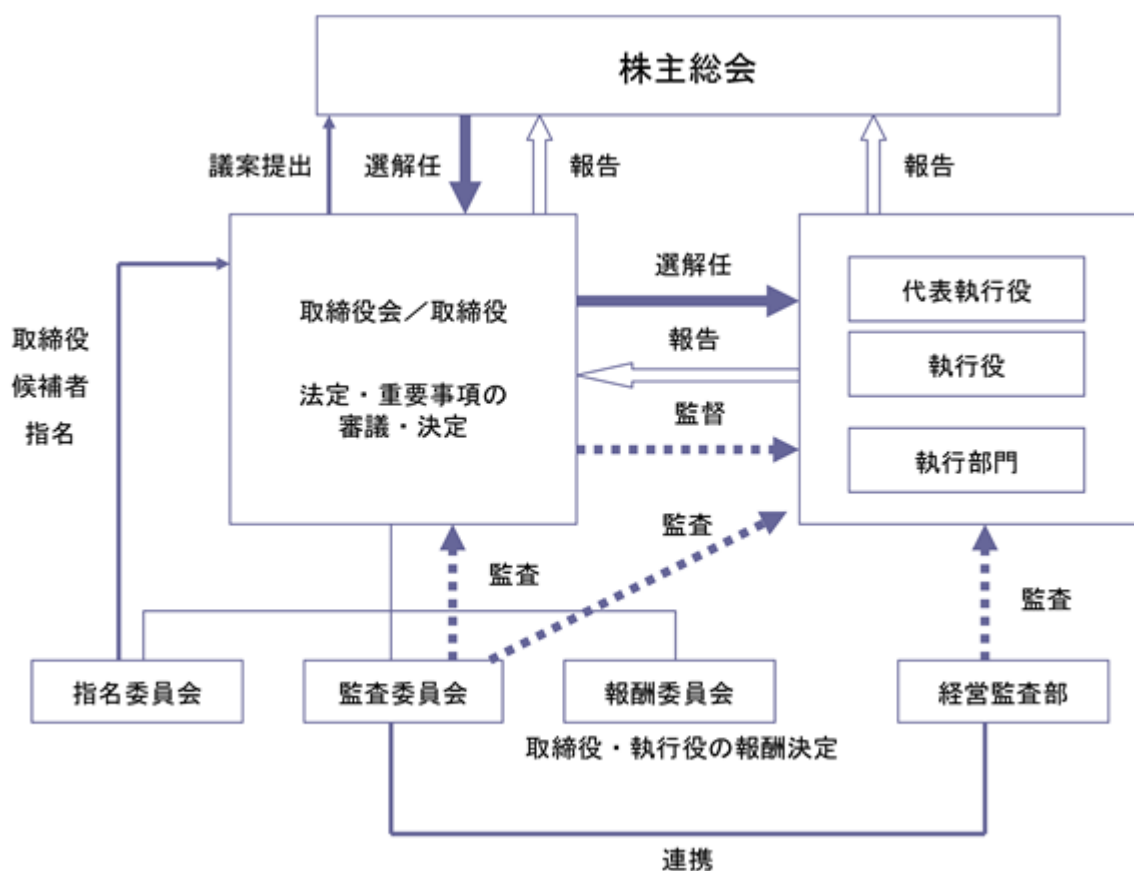 株主総会
議案提出
選解任
報告
報告
選解任
代表執行役
取締役会／取締役
報告
執行役
取締役
候補者
指名
法定・重要事項の
審議・決定
監督
執行部門
監査
監査
監査
指名委員会
監査委員会
報酬委員会
経営監査部
取締役・執行役の報酬決定
連携